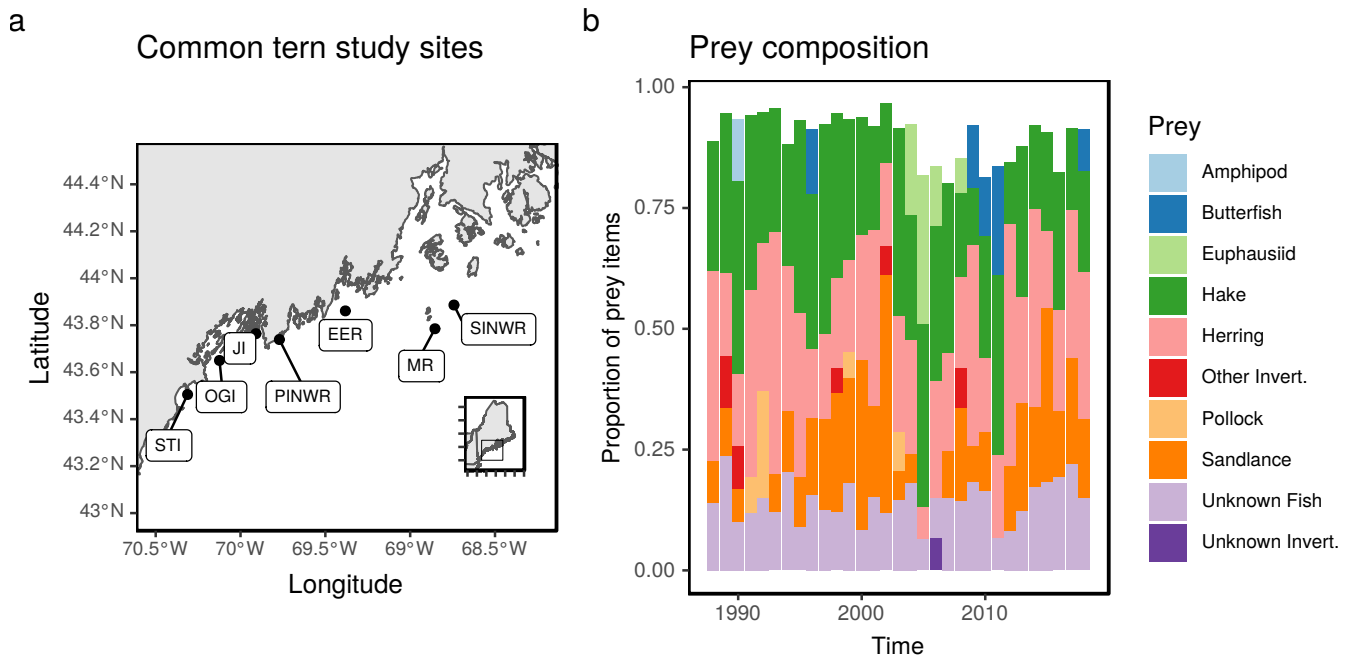 a
Common tern study sites
44.4°N
44.2°N
44°N
43.8°N
43.6°N
43.4°N
43.2°N
43°N
Latitude
JI
EER
SINWR
MR
OGI
PINWR
STI
70.5°W
70°W
69.5°W
69°W
68.5°W
Longitude
b
Prey composition
1.00
0.75
0.50
0.25
0.00
Proportion of prey items
1990
2000
2010
Time
Prey
Amphipod
Butterfish
Euphausiid
Hake
Herring
Other Invert.
Pollock
Sandlance
Unknown Fish
Unknown Invert.